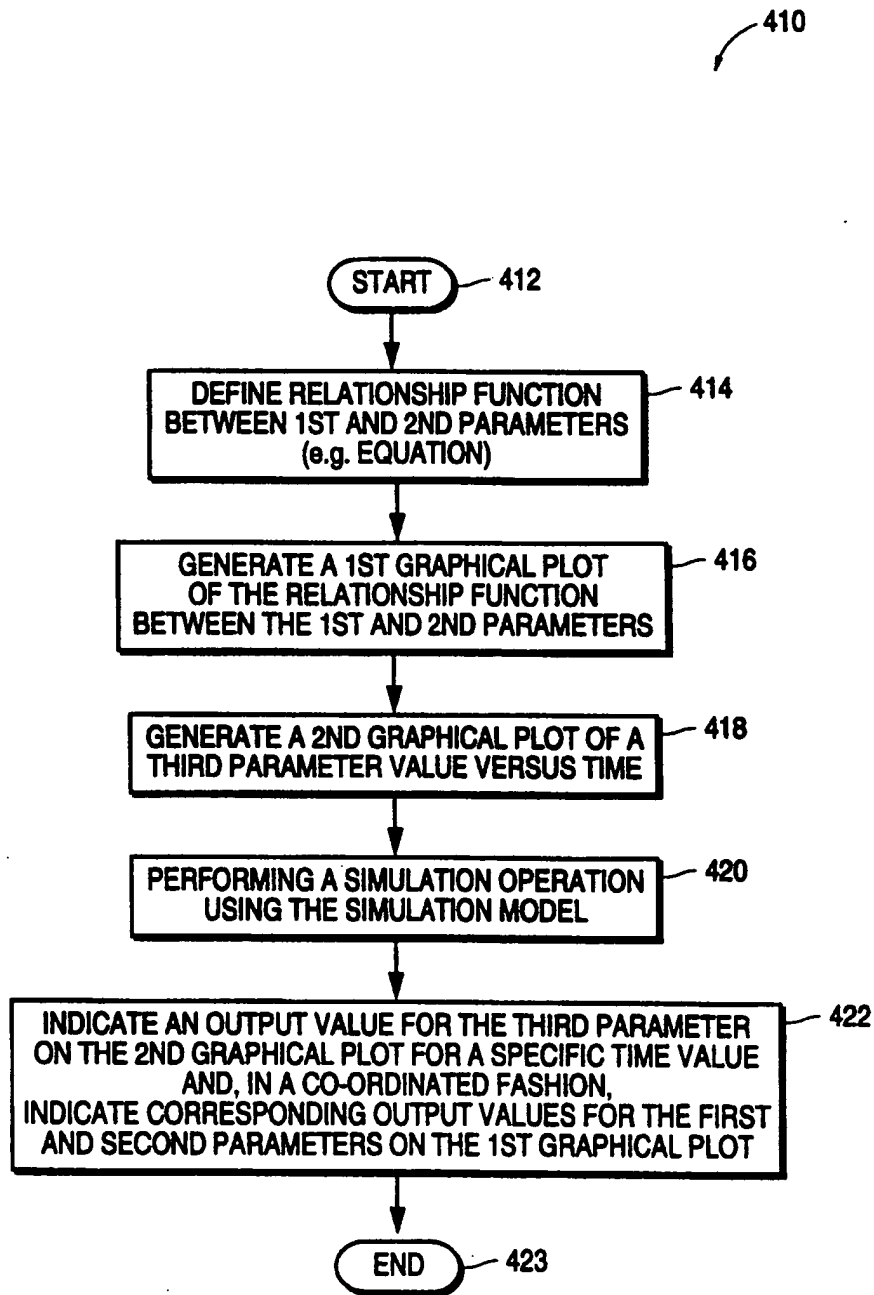 410
START
412
DEFINE RELATIONSHIP FUNCTION
BETWEEN 1ST AND 2ND PARAMETERS
(e.g. EQUATION)
414
GENERATE A 1ST GRAPHICAL PLOT
OF THE RELATIONSHIP FUNCTION
BETWEEN THE 1ST AND 2ND PARAMETERS
416
GENERATE A 2ND GRAPHICAL PLOT OF A
THIRD PARAMETER VALUE VERSUS TIME
418
PERFORMING A SIMULATION OPERATION
USING THE SIMULATION MODEL
420
INDICATE AN OUTPUT VALUE FOR THE THIRD PARAMETER
ON THE 2ND GRAPHICAL PLOT FOR A SPECIFIC TIME VALUE
AND, IN A CO-ORDINATED FASHION,
INDICATE CORRESPONDING OUTPUT VALUES FOR THE FIRST
AND SECOND PARAMETERS ON THE 1ST GRAPHICAL PLOT
422
END
423